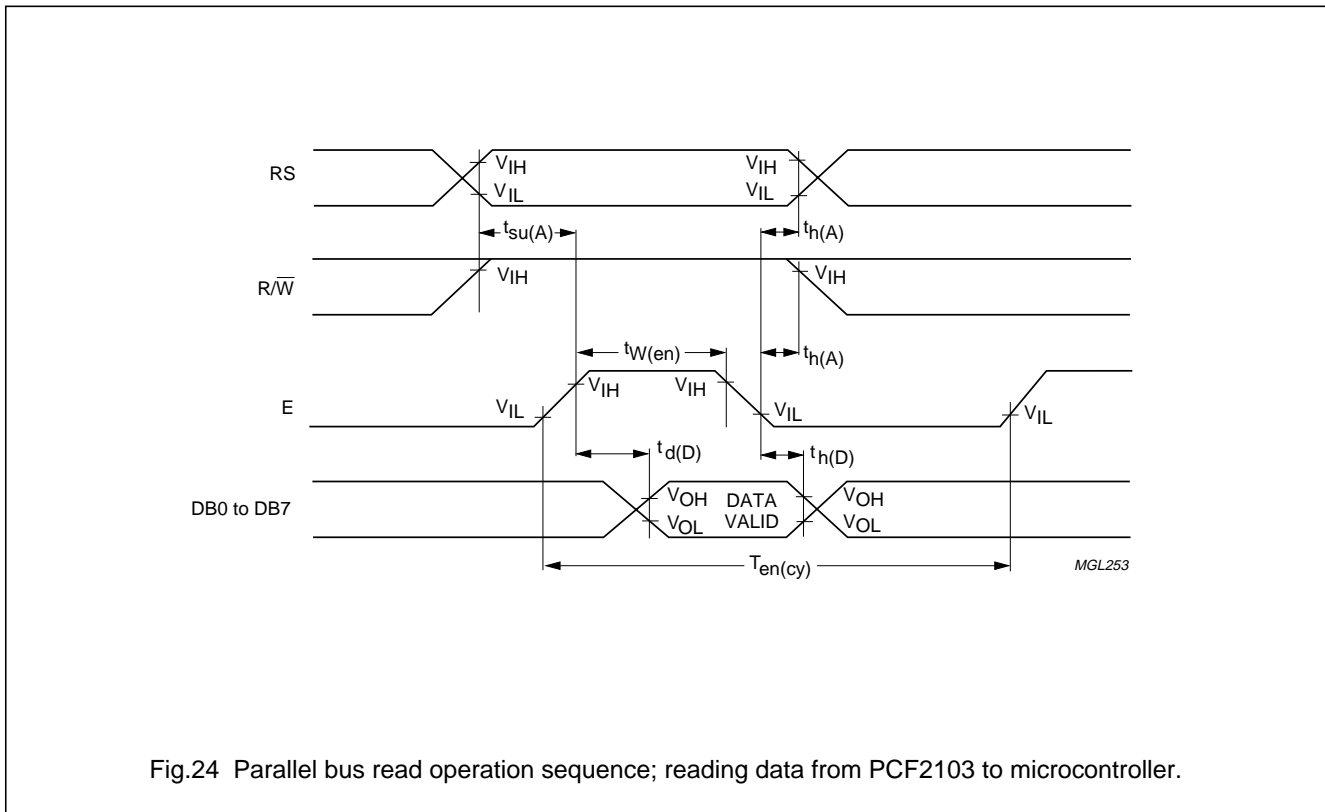 RS
VIH
VIL
VIH
VIL
tsu(A)
th(A)
R/W̅
VIH
VIH
tW(en)
th(A)
E
VIL
VIH
VIH
VIL
VIL
td(D)
th(D)
DB0 to DB7
VOH
VOL
DATA
VALID
VOH
VOL
Ten(cy)
MGL253
Fig.24 Parallel bus read operation sequence; reading data from PCF2103 to microcontroller.